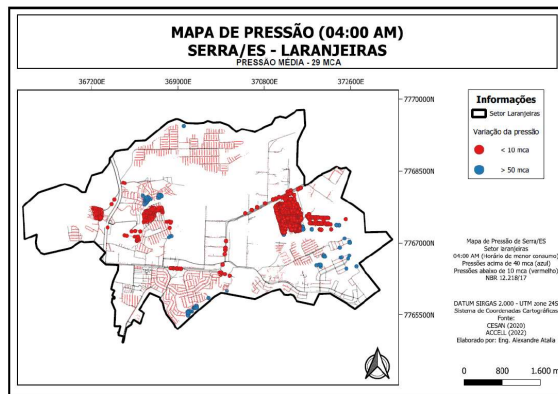 MAPA DE PRESSÃO (04:00 AM)
SERRA/ES - LARANJEIRAS
PRESSÃO MÉDIA - 29 MCA
367200E 369000E 370800E 372600E
7770000N
7768500N
7767000N
7765500N
Informações
Setor Laranjeiras
Variação da pressão
< 10 mca
> 50 mca
Mapa de Pressão de Serra/ES
Setor laranjeiras
04:00 AM (Horário de menor consumo)
Pressões acima de 40 mca (azul)
Pressões abaixo de 10 mca (vermelho)
NBR 12.218/17
DATUM SIRGAS 2.000 - UTM zone 24S
Sistema de Coordenadas Cartográficas
Fonte:
CESAN (2020)
ACCELL (2022)
Elaborado por: Eng. Alexandre Atalla
0 800 1.600 m